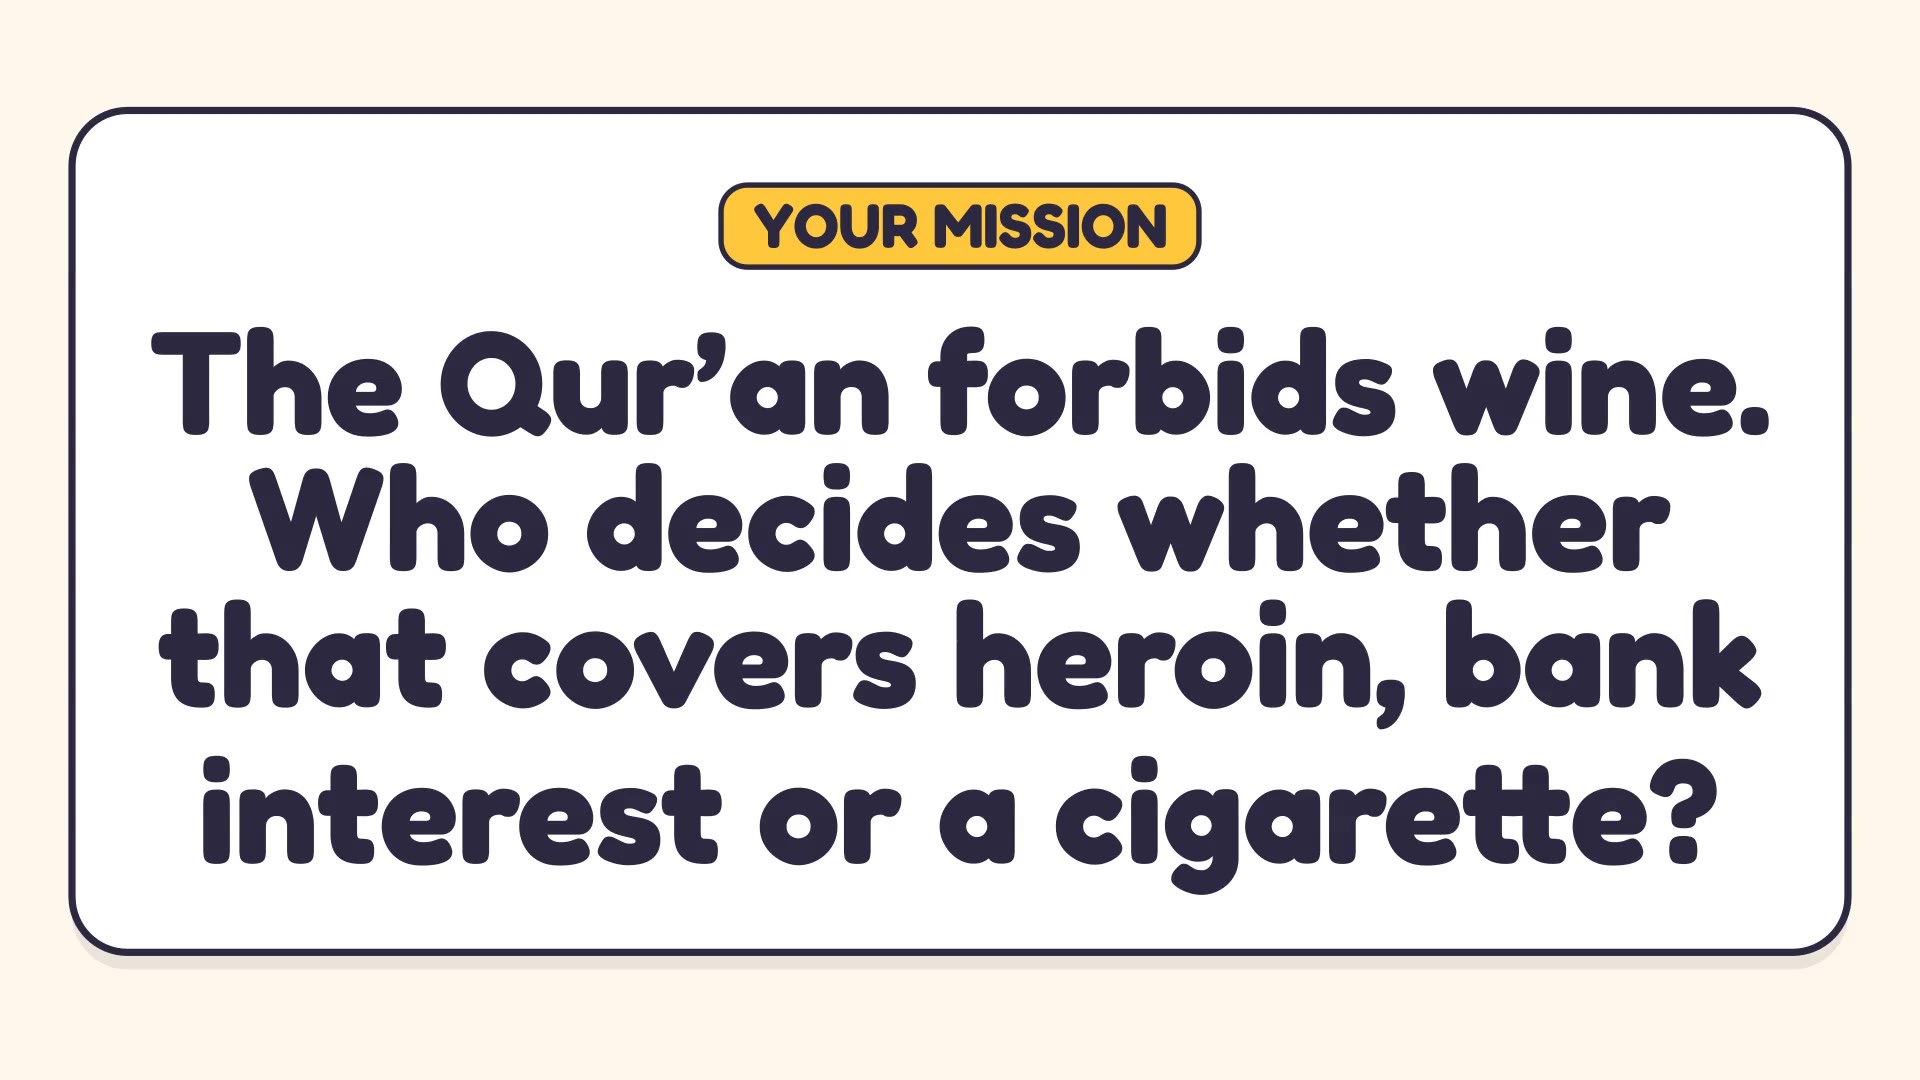 YOUR MISSION
The Qur’an forbids wine.
Who decides whether
that covers heroin, bank
interest or a cigarette?